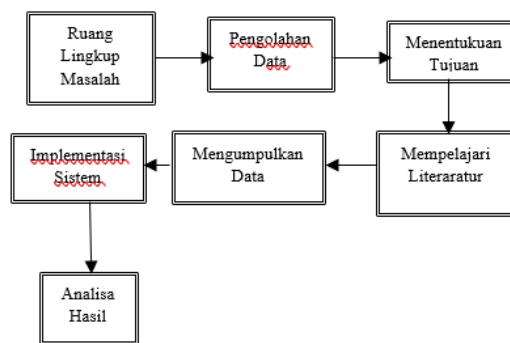 Ruang
Lingkup
Masalah
Pengolahan
Data
Menentukuan
Tujuan
Mempelajari
Literaratur
Mengumpulkan
Data
Implementasi
Sistem
Analisa
Hasil